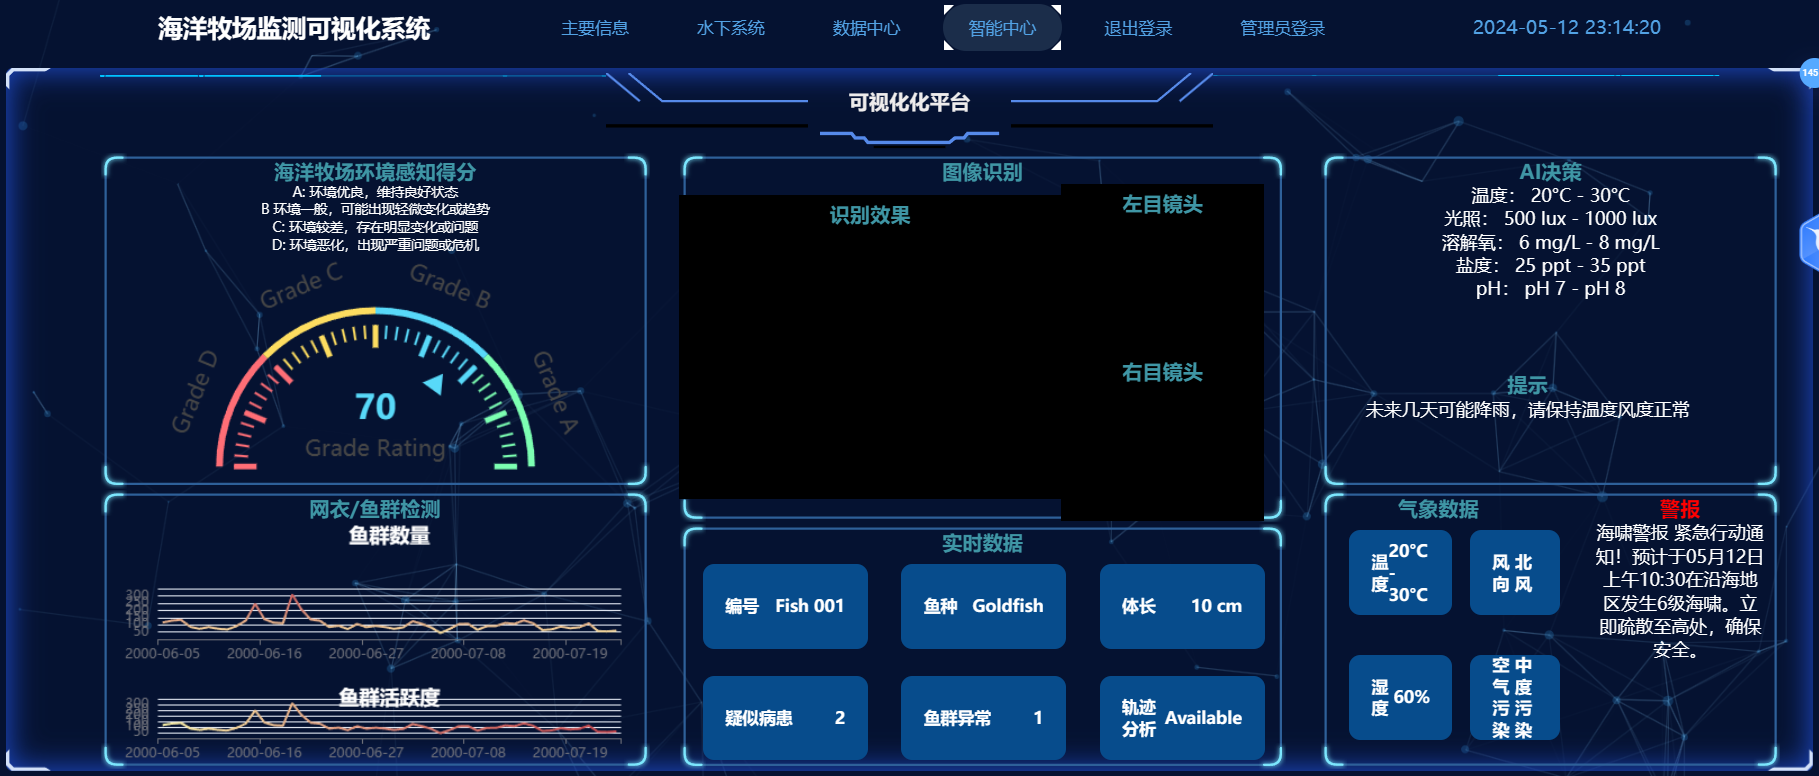 海洋牧场监测可视化系统
主要信息
水下系统
数据中心
智能中心
退出登录
管理员登录
2024-05-12 23:14:20
145
可视化化平台
海洋牧场环境感知得分
A: 环境优良，维持良好状态
B 环境一般，可能出现轻微变化或趋势
C: 环境较差，存在明显变化或问题
D: 环境恶化，出现严重问题或危机
Grade D
Grade C
Grade B
Grade A
70
Grade Rating
网衣/鱼群检测
鱼群数量
300
250
200
150
100
50
2000-06-05
2000-06-16
2000-06-27
2000-07-08
2000-07-19
鱼群活跃度
300
250
200
150
100
50
2000-06-05
2000-06-16
2000-06-27
2000-07-08
2000-07-19
图像识别
识别效果
左目镜头
右目镜头
实时数据
编号 Fish 001
鱼种 Goldfish
体长 10 cm
疑似病患 2
鱼群异常 1
轨迹
分析
Available
AI决策
温度： 20°C - 30°C
光照： 500 lux - 1000 lux
溶解氧： 6 mg/L - 8 mg/L
盐度： 25 ppt - 35 ppt
pH： pH 7 - pH 8
提示
未来几天可能降雨，请保持温度风度正常
气象数据
温
度
20°C
-
30°C
风
向
北
风
湿
度
60%
空
气
污
染
中
度
污
染
警报
海啸警报 紧急行动通
知！预计于05月12日
上午10:30在沿海地
区发生6级海啸。立
即疏散至高处，确保
安全。